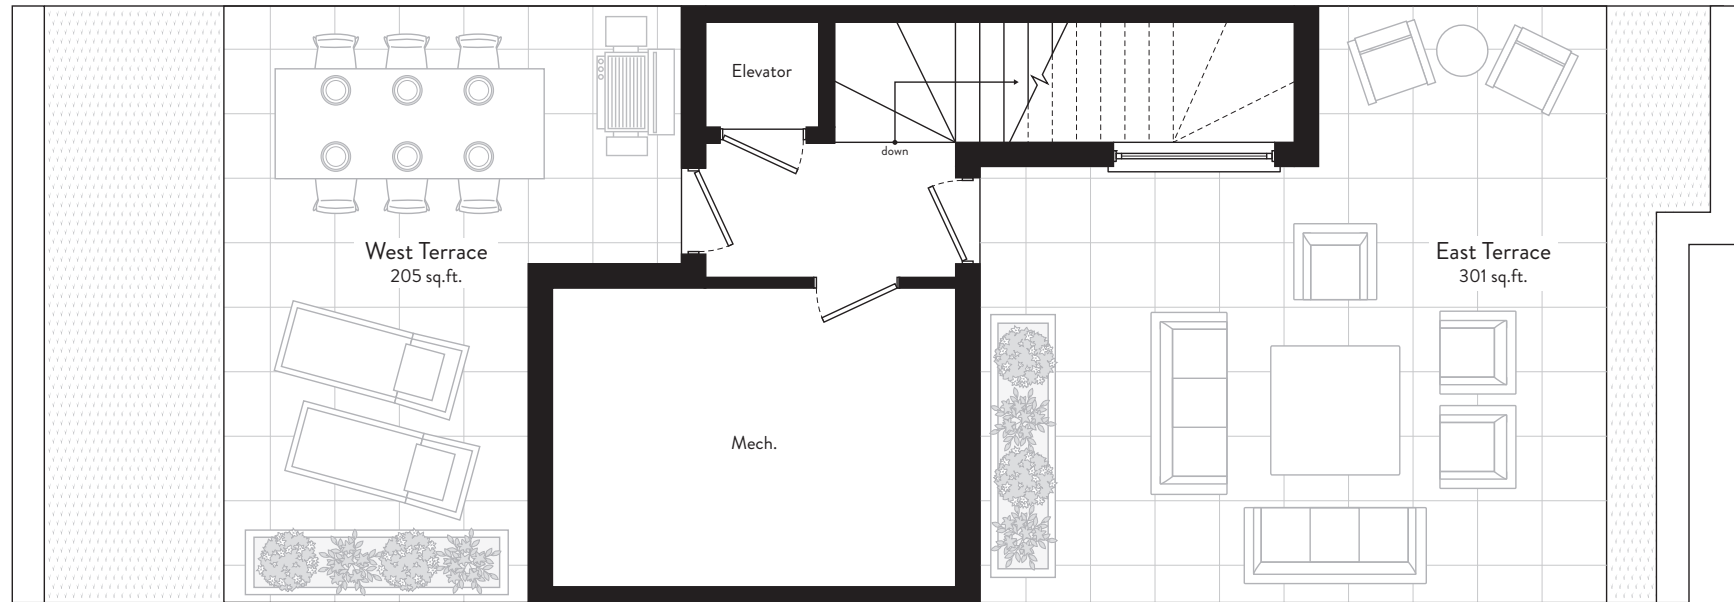 Elevator
down
West Terrace
205 sq.ft.
East Terrace
301 sq.ft.
Mech.